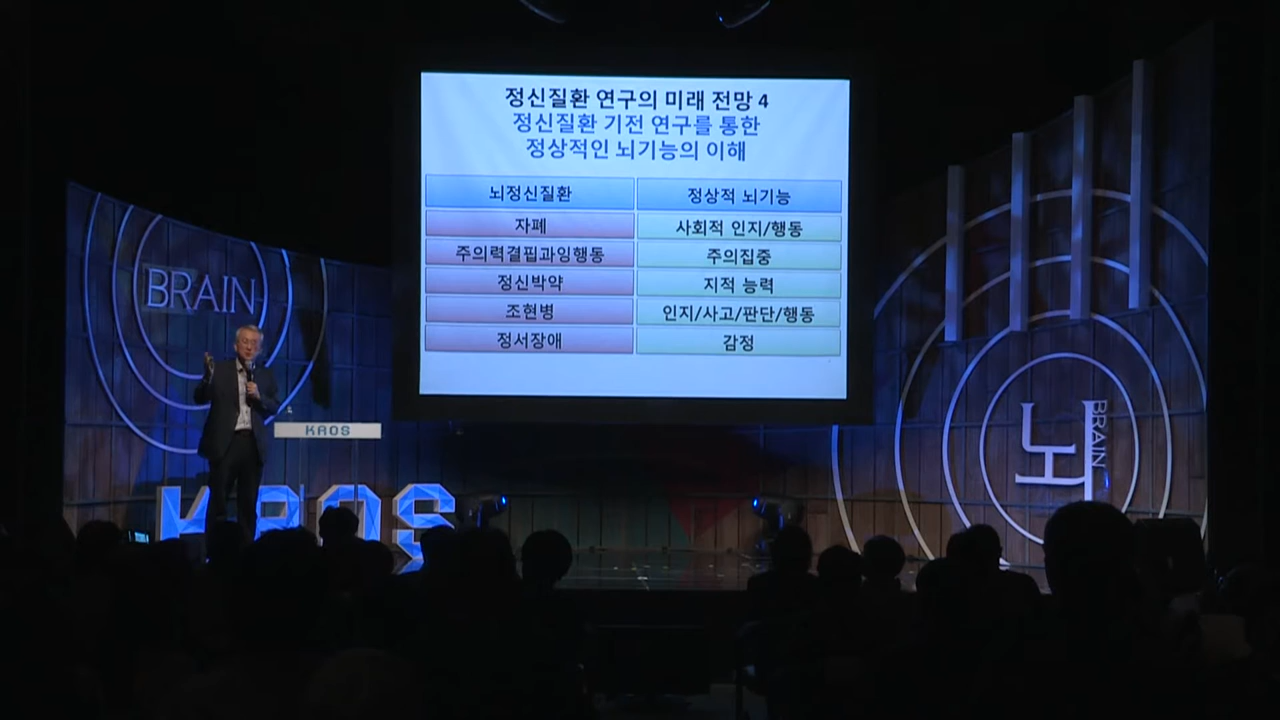 정신질환 연구의 미래 전망 4
정신질환 기전 연구를 통한
정상적인 뇌기능의 이해
뇌정신질환 정상적 뇌기능
자폐 사회적 인지/행동
주의력결핍과잉행동 주의집중
정신박약 지적 능력
조현병 인지/사고/판단/행동
정서장애 감정
BRAIN
KAOS
KAOS
뇌
BRAIN